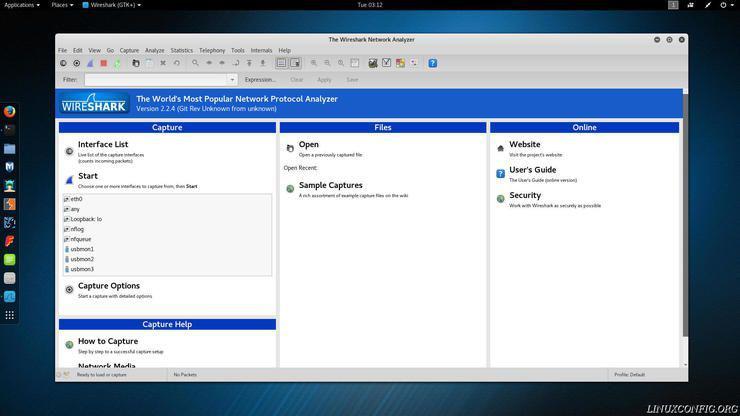 Applications Places Wireshark (GTK+) Tue 03:12 1
The Wireshark Network Analyzer
File Edit View Go Capture Analyze Statistics Telephony Tools Internals Help
Filter: Expression... Clear Apply Save
WIRESHARK
The World's Most Popular Network Protocol Analyzer
Version 2.2.4 (Git Rev Unknown from unknown)
Capture
Interface List
Live list of the capture interfaces
(counts incoming packets)
Start
Choose one or more interfaces to capture from, then Start
eth0
any
Loopback: lo
nflog
nfqueue
usbmon1
usbmon2
usbmon3
Capture Options
Start a capture with detailed options
Capture Help
How to Capture
Step by step to a successful capture setup
Network Media
Files
Open
Open a previously captured file
Open Recent:
Sample Captures
A rich assortment of example capture files on the wiki
Online
Website
Visit the project's website
User's Guide
The User's Guide (online version)
Security
Work with Wireshark as securely as possible
Ready to load or capture No Packets Profile: Default
LINUXCONFIG.ORG